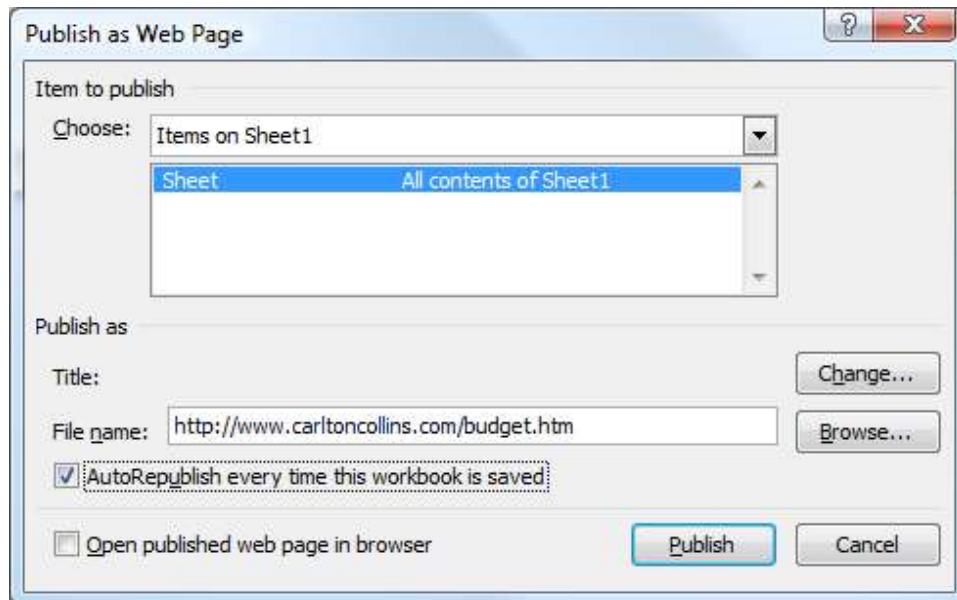 Publish as Web Page
Item to publish
Choose: Items on Sheet1
Sheet All contents of Sheet1
Publish as
Title: Change...
File name: http://www.carltoncollins.com/budget.htm Browse...
AutoRepublish every time this workbook is saved
Open published web page in browser Publish Cancel